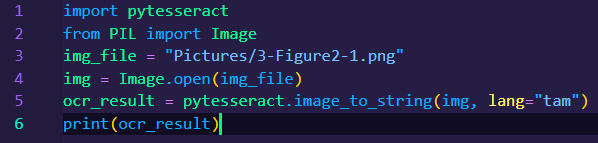 1 import pytesseract
2 from PIL import Image
3 img_file = "Pictures/3-Figure2-1.png"
4 img = Image.open(img_file)
5 ocr_result = pytesseract.image_to_string(img, lang="tam")
6 print(ocr_result)